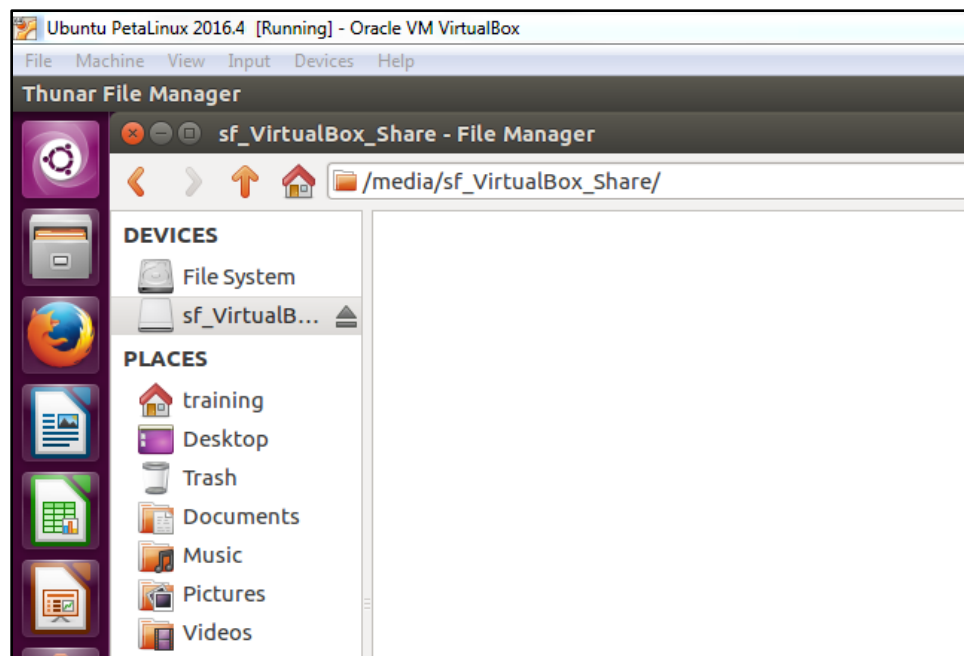 Ubuntu PetaLinux 2016.4 [Running] - Oracle VM VirtualBox
File Machine View Input Devices Help
Thunar File Manager
sf_VirtualBox_Share - File Manager
/media/sf_VirtualBox_Share/
DEVICES
File System
sf_VirtualB...
PLACES
training
Desktop
Trash
Documents
Music
Pictures
Videos